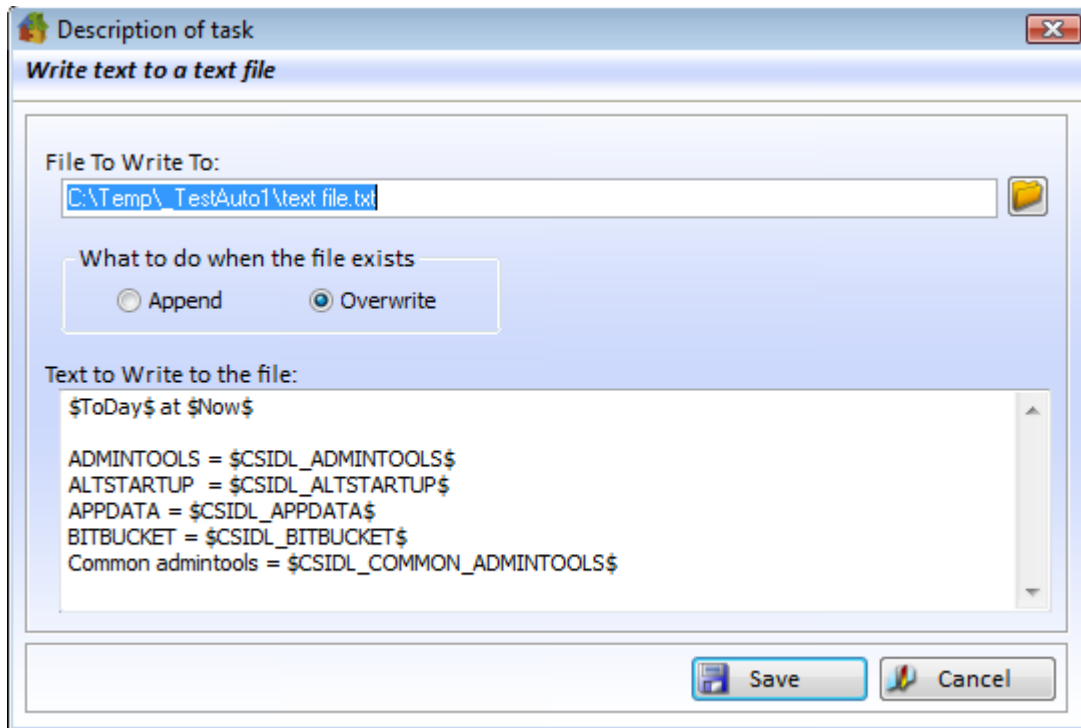 Description of task
Write text to a text file
File To Write To:
C:\Temp\_TestAuto1\text file.txt
What to do when the file exists
Append Overwrite
Text to Write to the file:
$ToDay$ at $Now$
ADMINTOOLS = $CSIDL_ADMINTOOLS$
ALTSTARTUP  = $CSIDL_ALTSTARTUP$
APPDATA = $CSIDL_APPDATA$
BITBUCKET = $CSIDL_BITBUCKET$
Common admintools = $CSIDL_COMMON_ADMINTOOLS$
Save Cancel